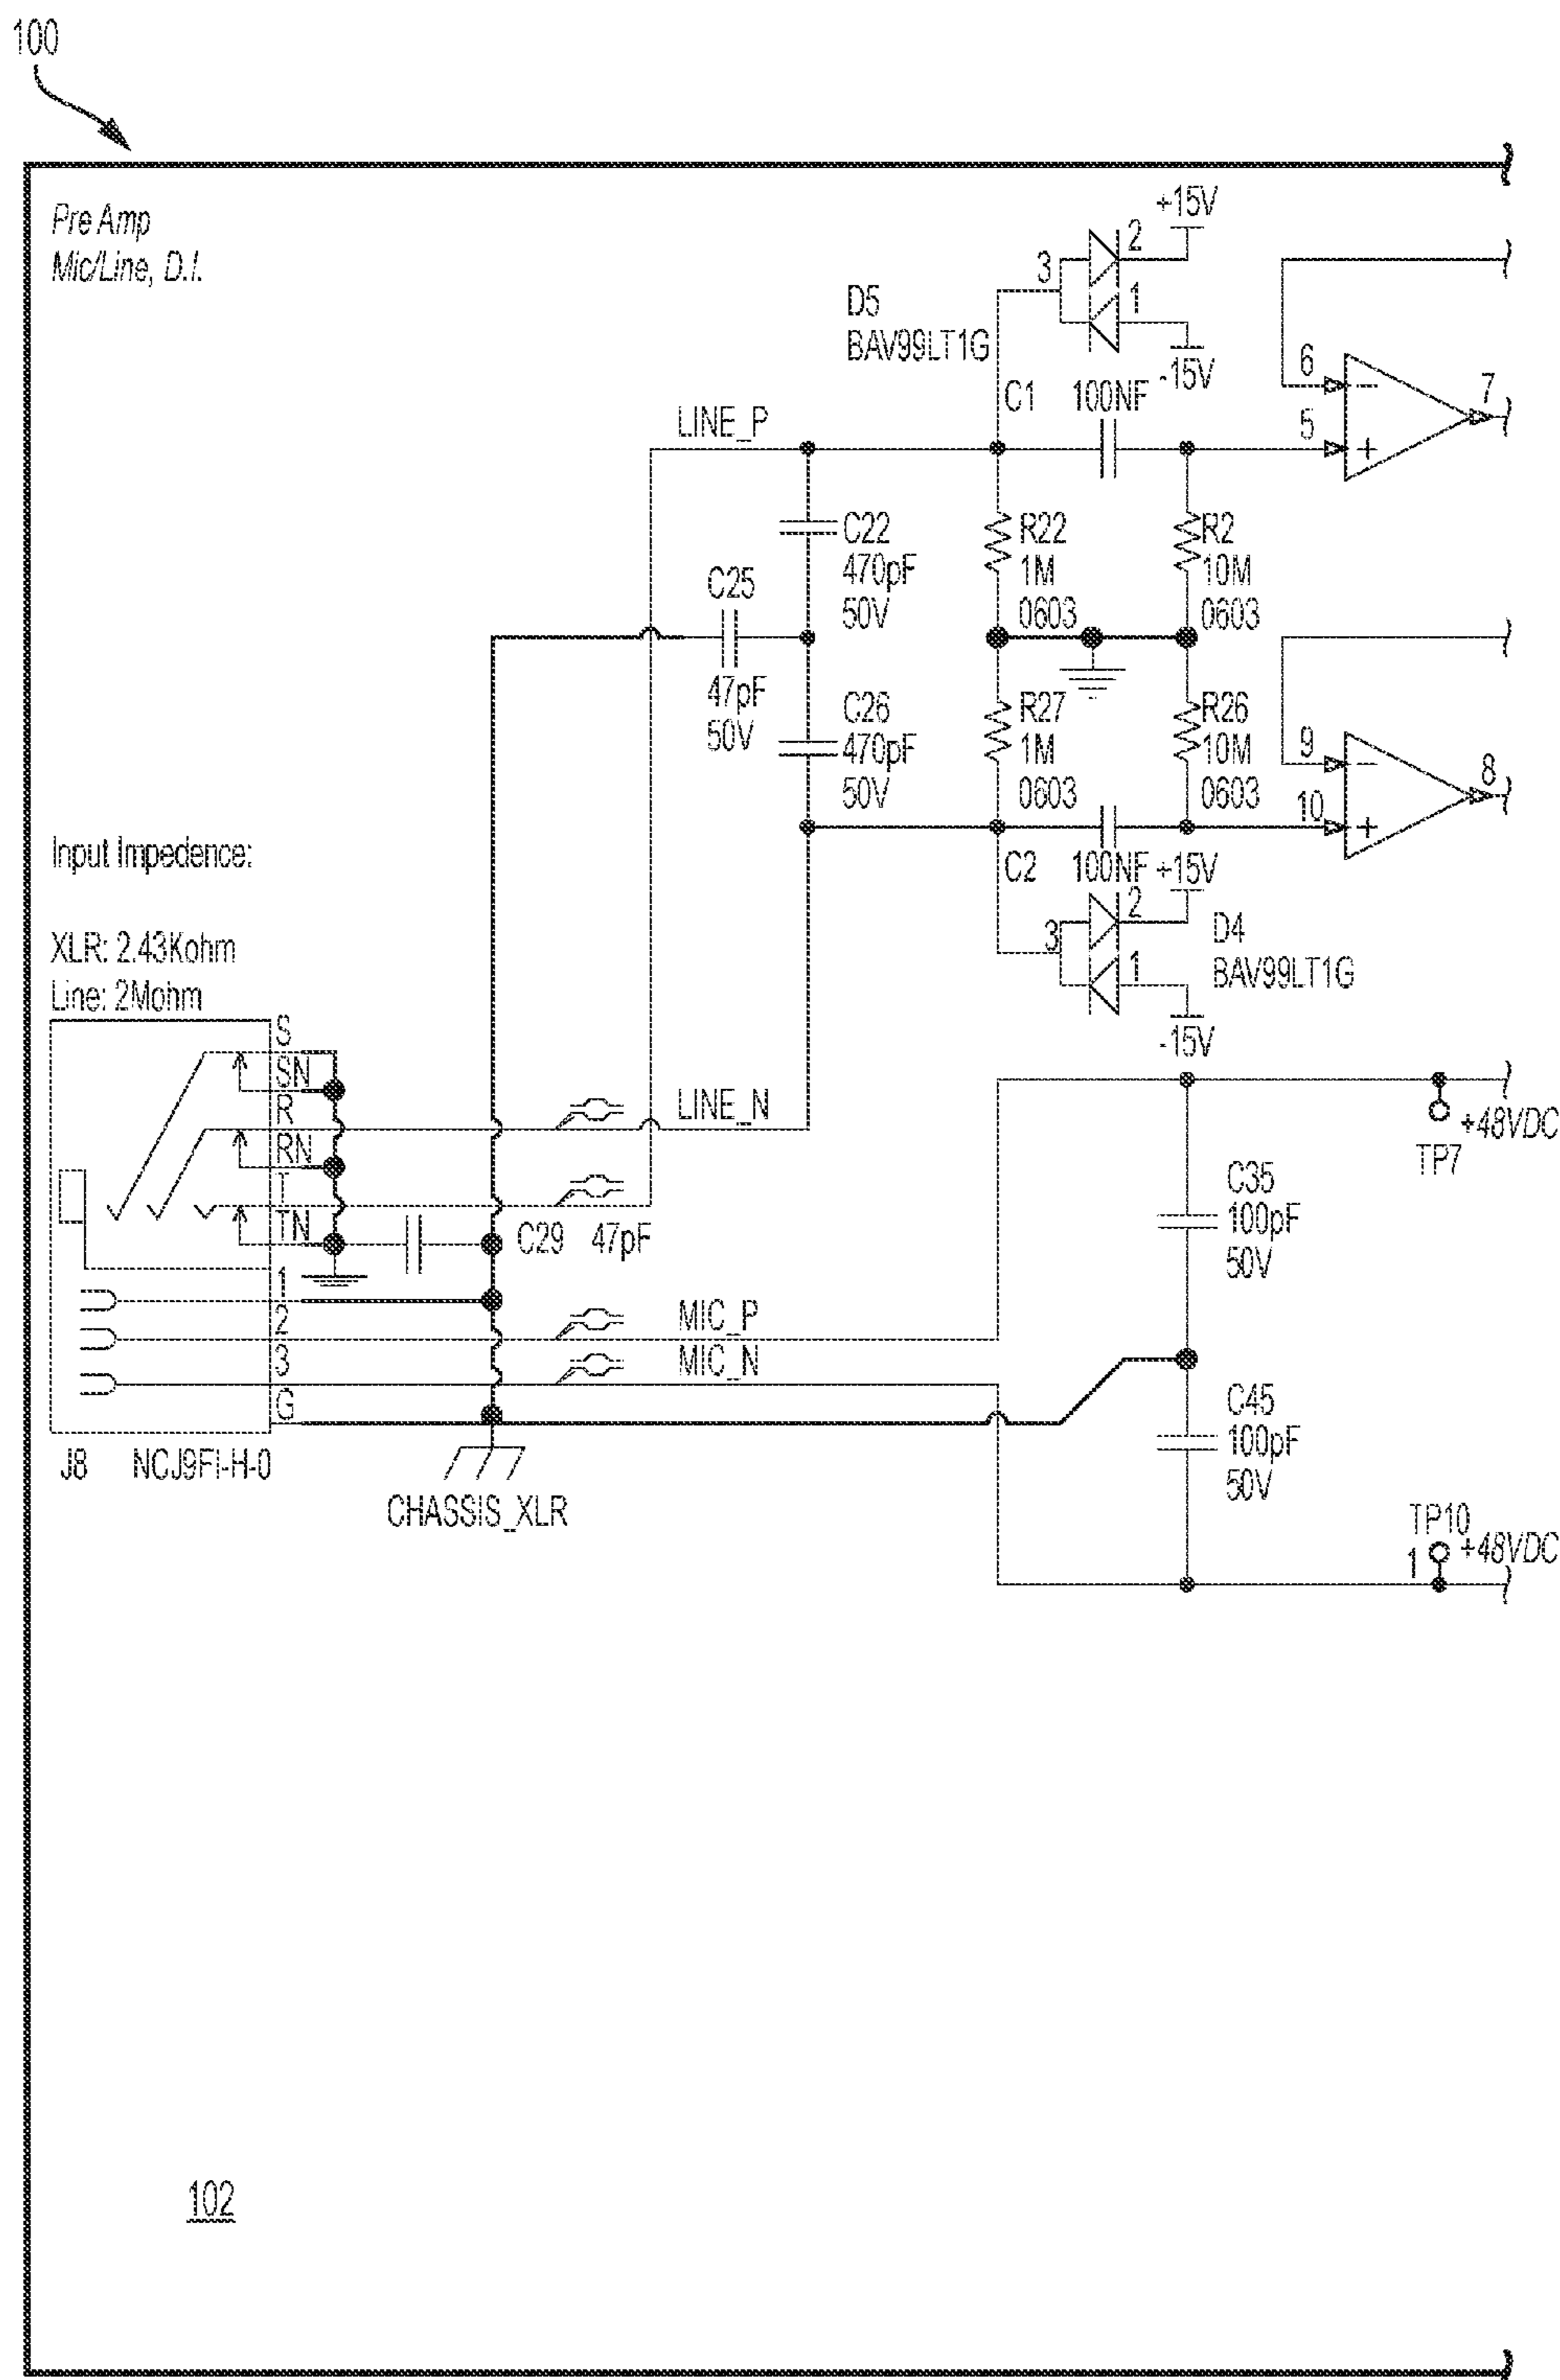 100
Pre Amp
Mic/Line, D.I.
+15V
2
3
1
-15V
D5
BAV99LT1G
C1 100NF
6
7
5
LINE_P
C22
470pF
50V
R22
1M
0603
R2
10M
0603
C25
47pF
50V
C26
470pF
50V
R27
1M
0603
R26
10M
0603
9
8
10
C2 100NF
+15V
2
3
1
-15V
D4
BAV99LT1G
Input Impedence:
XLR: 2.43Kohm
Line: 2Mohm
S
SN
R
RN
T
TN
1
2
3
G
LINE_N
C29 47pF
MIC_P
MIC_N
J8 NCJ9FI-H-0
CHASSIS_XLR
+48VDC
TP7
C35
100pF
50V
C45
100pF
50V
TP10
1
+48VDC
102